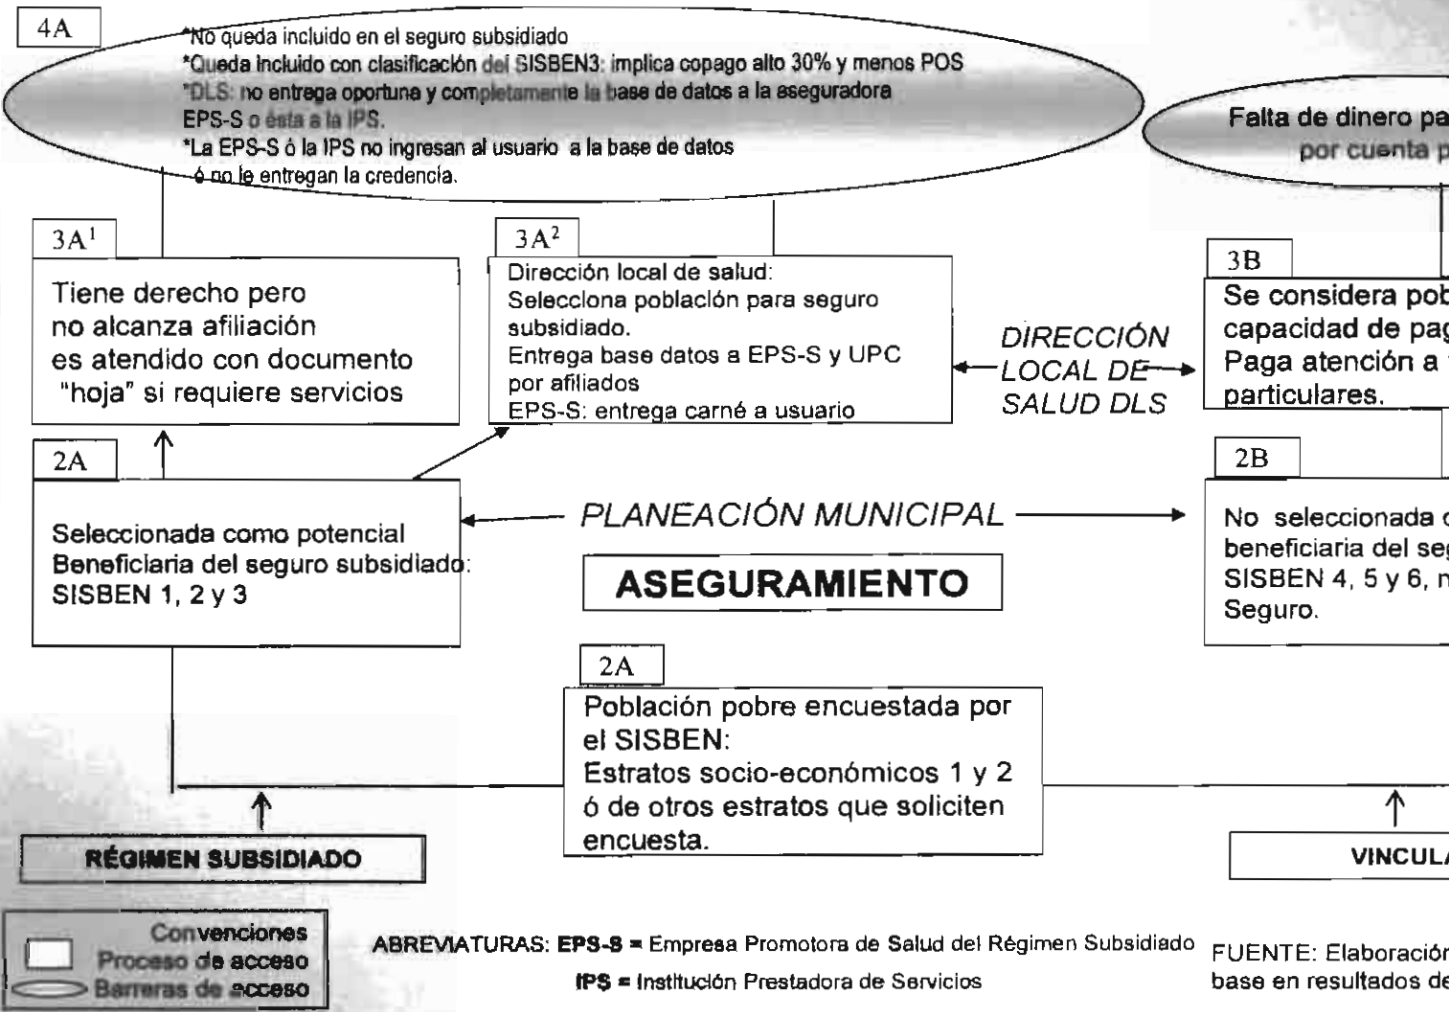 4A
*No queda incluido en el seguro subsidiado
*Queda incluido con clasificación del SISBEN3: implica copago alto 30% y menos POS
*DLS: no entrega oportuna y completamente la base de datos a la aseguradora
EPS-S o ésta a la IPS.
*La EPS-S ó la IPS no ingresan al usuario a la base de datos
ó no le entregan la credencia.
Falta de dinero pa
por cuenta p
3A¹
Tiene derecho pero
no alcanza afiliación
es atendido con documento
"hoja" si requiere servicios
3A²
Dirección local de salud:
Selecciona población para seguro
subsidiado.
Entrega base datos a EPS-S y UPC
por afiliados
EPS-S: entrega carné a usuario
DIRECCIÓN
LOCAL DE
SALUD DLS
3B
Se considera pob
capacidad de pag
Paga atención a
particulares.
2A
Seleccionada como potencial
Beneficiaria del seguro subsidiado:
SISBEN 1, 2 y 3
PLANEACIÓN MUNICIPAL
ASEGURAMIENTO
2B
No seleccionada c
beneficiaria del seg
SISBEN 4, 5 y 6, n
Seguro.
2A
Población pobre encuestada por
el SISBEN:
Estratos socio-económicos 1 y 2
ó de otros estratos que soliciten
encuesta.
RÉGIMEN SUBSIDIADO
VINCULA
Convenciones
Proceso de acceso
Barreras de acceso
ABREVIATURAS: EPS-S = Empresa Promotora de Salud del Régimen Subsidiado
IPS = Institución Prestadora de Servicios
FUENTE: Elaboración
base en resultados de